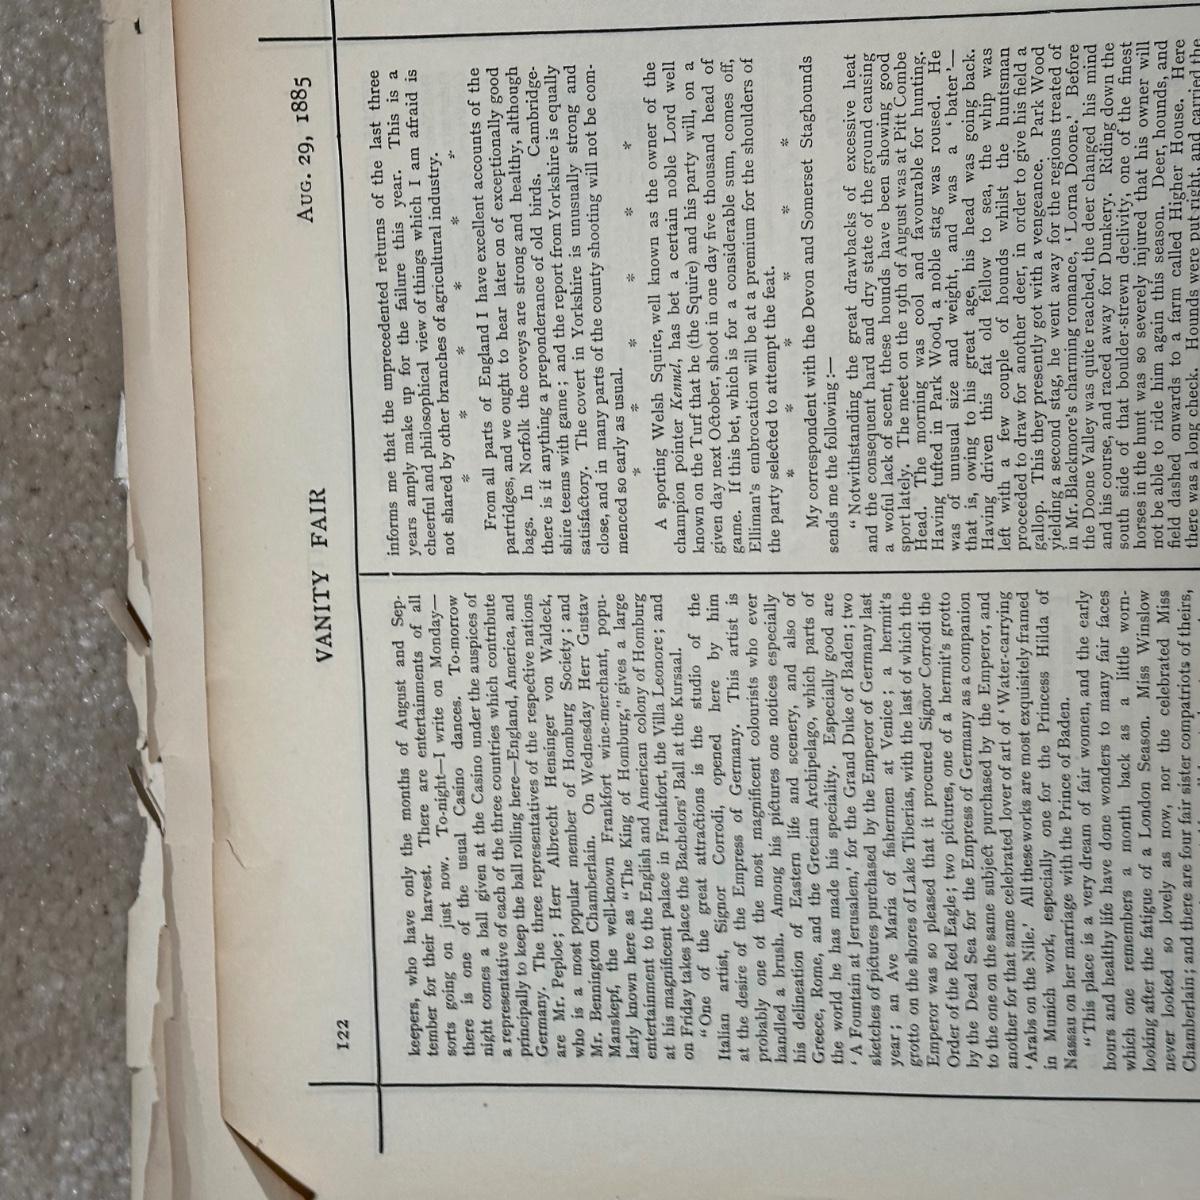 122
VANITY FAIR
AUG. 29, 1885
keepers, who have only the months of August and Sep-
tember for their harvest. There are entertainments of all
sorts going on just now. To-night—I write on Monday—
there is one of the usual Casino dances. To-morrow
night comes a ball given at the Casino under the auspices of
a representative of each of the three countries which contribute
principally to keep the ball rolling here—England, America, and
Germany. The three representatives of the respective nations
are Mr. Peploe; Herr Albrecht Hensinger von Waldeck,
who is a most popular member of Homburg Society; and
Mr. Bennington Chamberlain. On Wednesday Herr Gustav
Manskepf, the well-known Frankfort wine-merchant, popu-
larly known here as "The King of Homburg," gives a large
entertainment to the English and American colony of Homburg
at his magnificent palace in Frankfort, the Villa Leonore; and
on Friday takes place the Bachelors' Ball at the Kursaal.
"One of the great attractions is the studio of the
Italian artist, Signor Corrodi, opened here by him
at the desire of the Empress of Germany. This artist is
probably one of the most magnificent colourists who ever
handled a brush. Among his pictures one notices especially
his delineation of Eastern life and scenery, and also of
Greece, Rome, and the Grecian Archipelago, which parts of
the world he has made his speciality. Especially good are
'A Fountain at Jerusalem,' for the Grand Duke of Baden; two
sketches of pictures purchased by the Emperor of Germany last
year; an Ave Maria of fishermen at Venice; a hermit's
grotto on the shores of Lake Tiberias, with the last of which the
Emperor was so pleased that it procured Signor Corrodi the
Order of the Red Eagle; two pictures, one of a hermit's grotto
by the Dead Sea for the Empress of Germany as a companion
to the one on the same subject purchased by the Emperor, and
another for that same celebrated lover of art of 'Water-carrying
Arabs on the Nile.' All these works are most exquisitely framed
in Munich work, especially one for the Princess Hilda of
Nassau on her marriage with the Prince of Baden.
"This place is a very dream of fair women, and the early
hours and healthy life have done wonders to many fair faces
which one remembers a month back as a little worn-
looking after the fatigue of a London Season. Miss Winslow
never looked so lovely as now, nor the celebrated Miss
Chamberlain; and there are four fair sister compatriots of theirs,
informs me that the unprecedented returns of the last three
years amply make up for the failure this year. This is a
cheerful and philosophical view of things which I am afraid is
not shared by other branches of agricultural industry.
* * * * * *
From all parts of England I have excellent accounts of the
partridges, and we ought to hear later on of exceptionally good
bags. In Norfolk the coveys are strong and healthy, although
there is if anything a preponderance of old birds. Cambridge-
shire teems with game; and the report from Yorkshire is equally
satisfactory. The covert in Yorkshire is unusually strong and
close, and in many parts of the county shooting will not be com-
menced so early as usual.
* * * * * *
A sporting Welsh Squire, well known as the owner of the
champion pointer Kennel, has bet a certain noble Lord well
known on the Turf that he (the Squire) and his party will, on a
given day next October, shoot in one day five thousand head of
game. If this bet, which is for a considerable sum, comes off,
Elliman's embrocation will be at a premium for the shoulders of
the party selected to attempt the feat.
* * * * * *
My correspondent with the Devon and Somerset Staghounds
sends me the following:—
"Notwithstanding the great drawbacks of excessive heat
and the consequent hard and dry state of the ground causing
a woful lack of scent, these hounds have been showing good
sport lately. The meet on the 19th of August was at Pitt Combe
Head. The morning was cool and favourable for hunting.
Having tufted in Park Wood, a noble stag was roused. He
was of unusual size and weight, and was a 'bater'—
that is, owing to his great age, his head was going back.
Having driven this fat old fellow to sea, the whip was
left with a few couple of hounds whilst the huntsman
proceeded to draw for another deer, in order to give his field a
gallop. This they presently got with a vengeance. Park Wood
yielding a second stag, he went away for the regions treated of
in Mr. Blackmore's charming romance, 'Lorna Doone.' Before
the Doone Valley was quite reached, the deer changed his mind
and his course, and raced away for Dunkery. Riding down the
south side of that boulder-strewn declivity, one of the finest
horses in the hunt was so severely injured that his owner will
not be able to ride him again this season. Deer, hounds, and
field dashed onwards to a farm called Higher House. Here
there was a long check. Hounds were put right, and carried the